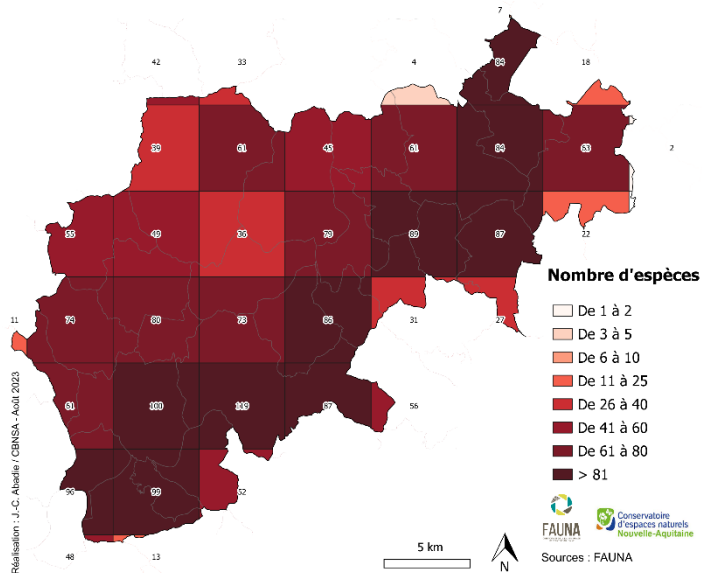 7
42
33
4
84
18
39
61
45
61
84
63
2
55
49
36
79
89
87
22
Nombre d'espèces
De 1 à 2
De 3 à 5
De 6 à 10
De 11 à 25
De 26 à 40
De 41 à 60
De 61 à 80
> 81
11
74
80
73
86
31
27
61
100
119
87
56
96
99
52
48
13
Réalisation : J.-C. Abadie / CBNSA - Août 2023
5 km
N
FAUNA
Conservatoire
d'espaces naturels
Nouvelle-Aquitaine
Sources : FAUNA